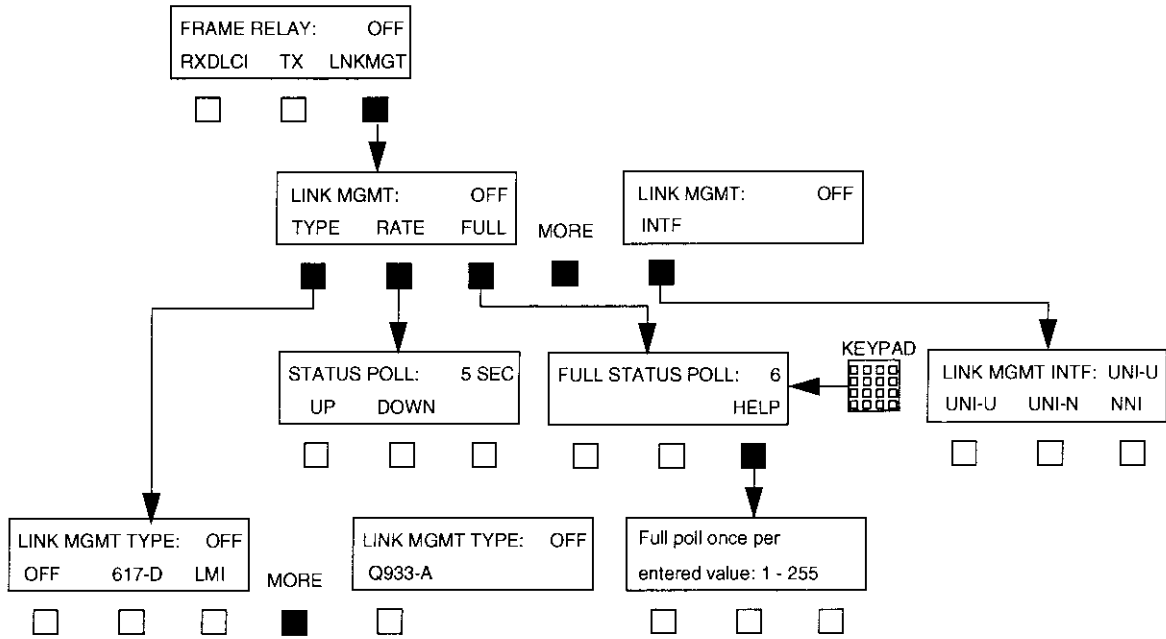 FRAME RELAY: OFF
RXDLCI TX LNKMGT
LINK MGMT: OFF
TYPE RATE FULL
MORE
LINK MGMT: OFF
INTF
STATUS POLL: 5 SEC
UP DOWN
FULL STATUS POLL: 6
HELP
KEYPAD
LINK MGMT INTF: UNI-U
UNI-U UNI-N NNI
LINK MGMT TYPE: OFF
OFF 617-D LMI
MORE
LINK MGMT TYPE: OFF
Q933-A
Full poll once per
entered value: 1 - 255